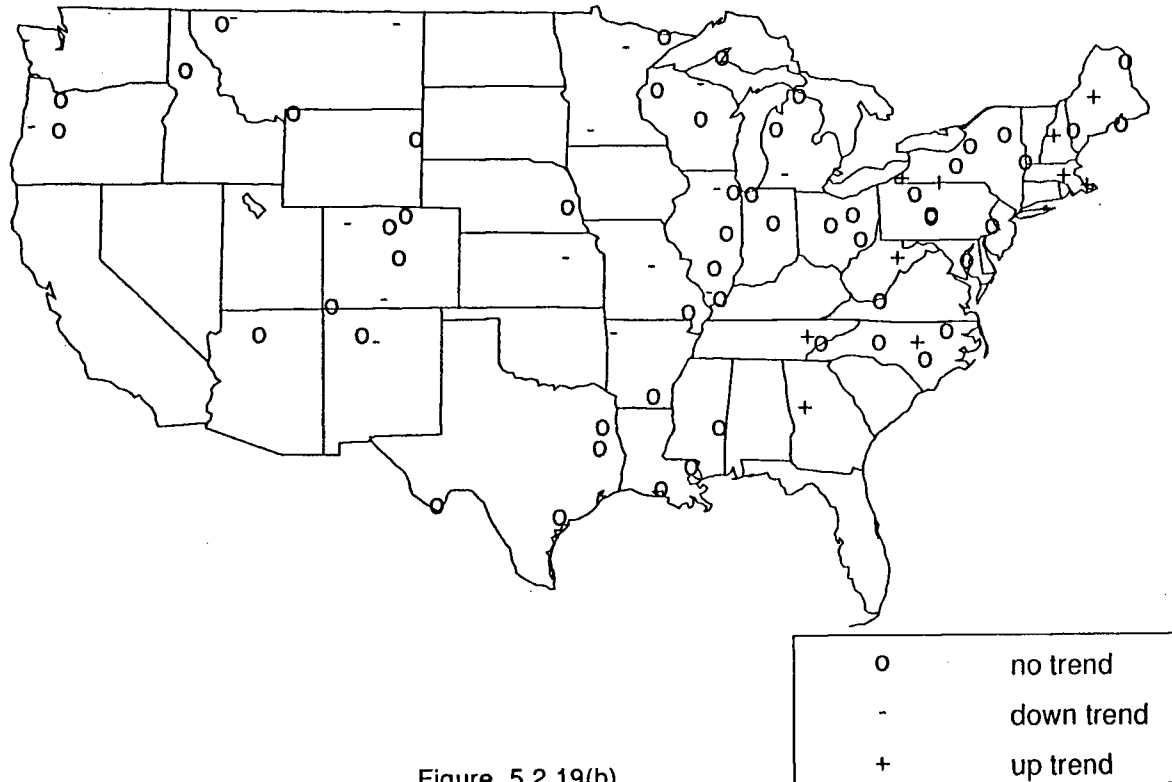 o no trend
- down trend
+ up trend
Figure 5.2.19(b)